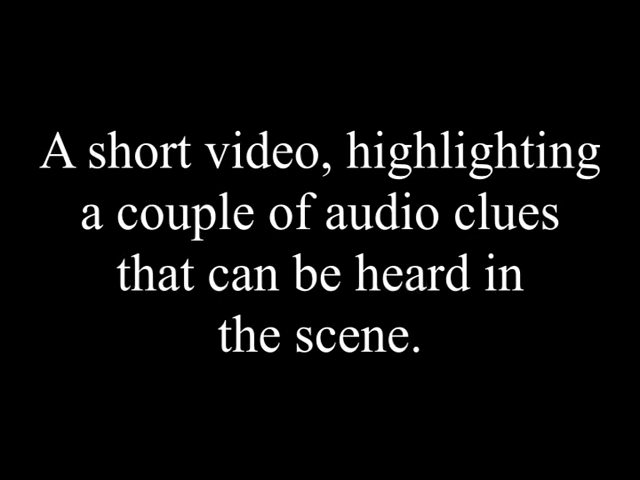 A short video, highlighting
a couple of audio clues
that can be heard in
the scene.